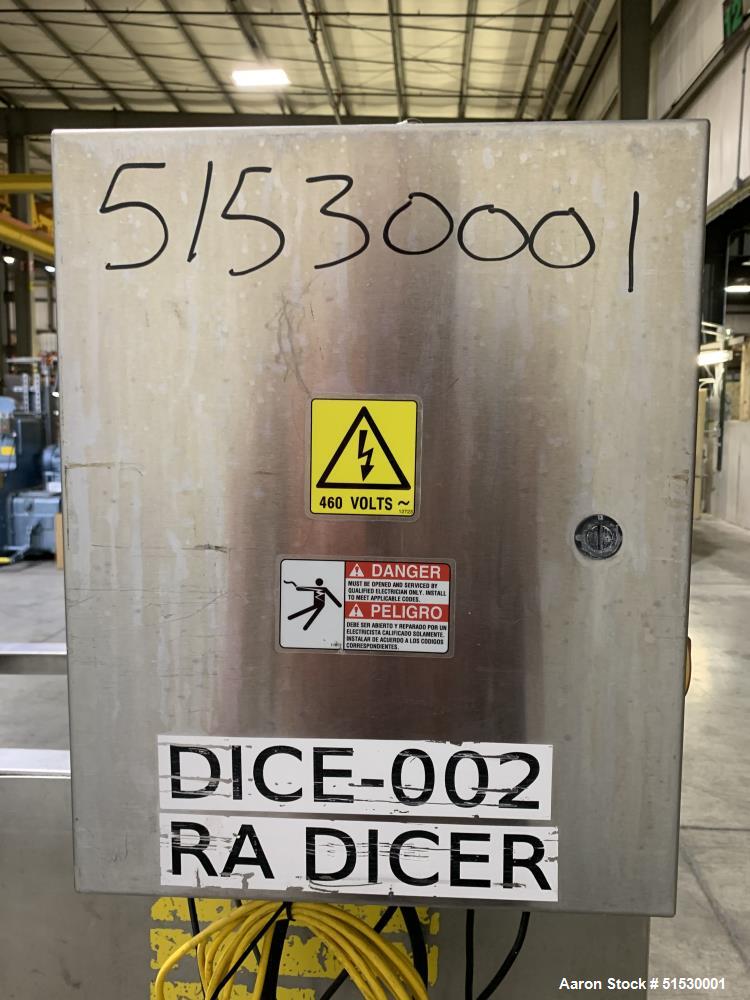 12
51530001
460 VOLTS ~
12723
DANGER
MUST BE OPENED AND SERVICED BY
QUALIFIED ELECTRICIAN ONLY. INSTALL
TO MEET APPLICABLE CODES.
PELIGRO
DEBE SER ABIERTO Y REPARADO POR UN
ELECTRICISTA CALIFICADO SOLAMENTE.
INSTALAR DE ACUERDO A LOS CODIGOS
CORRESPONDIENTES.
DICE-002
RA DICER
Aaron Stock # 51530001